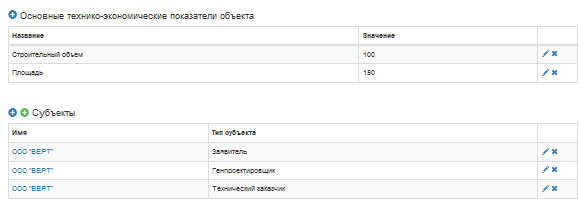 Основные технико-экономические показатели объекта
Название Значение
Строительный объем 100
Площадь 150
Субъекты
Имя Тип субъекта
ООО "ВЕРТ" Заявитель
ООО "ВЕРТ" Генпроектировщик
ООО "ВЕРТ" Технический заказчик